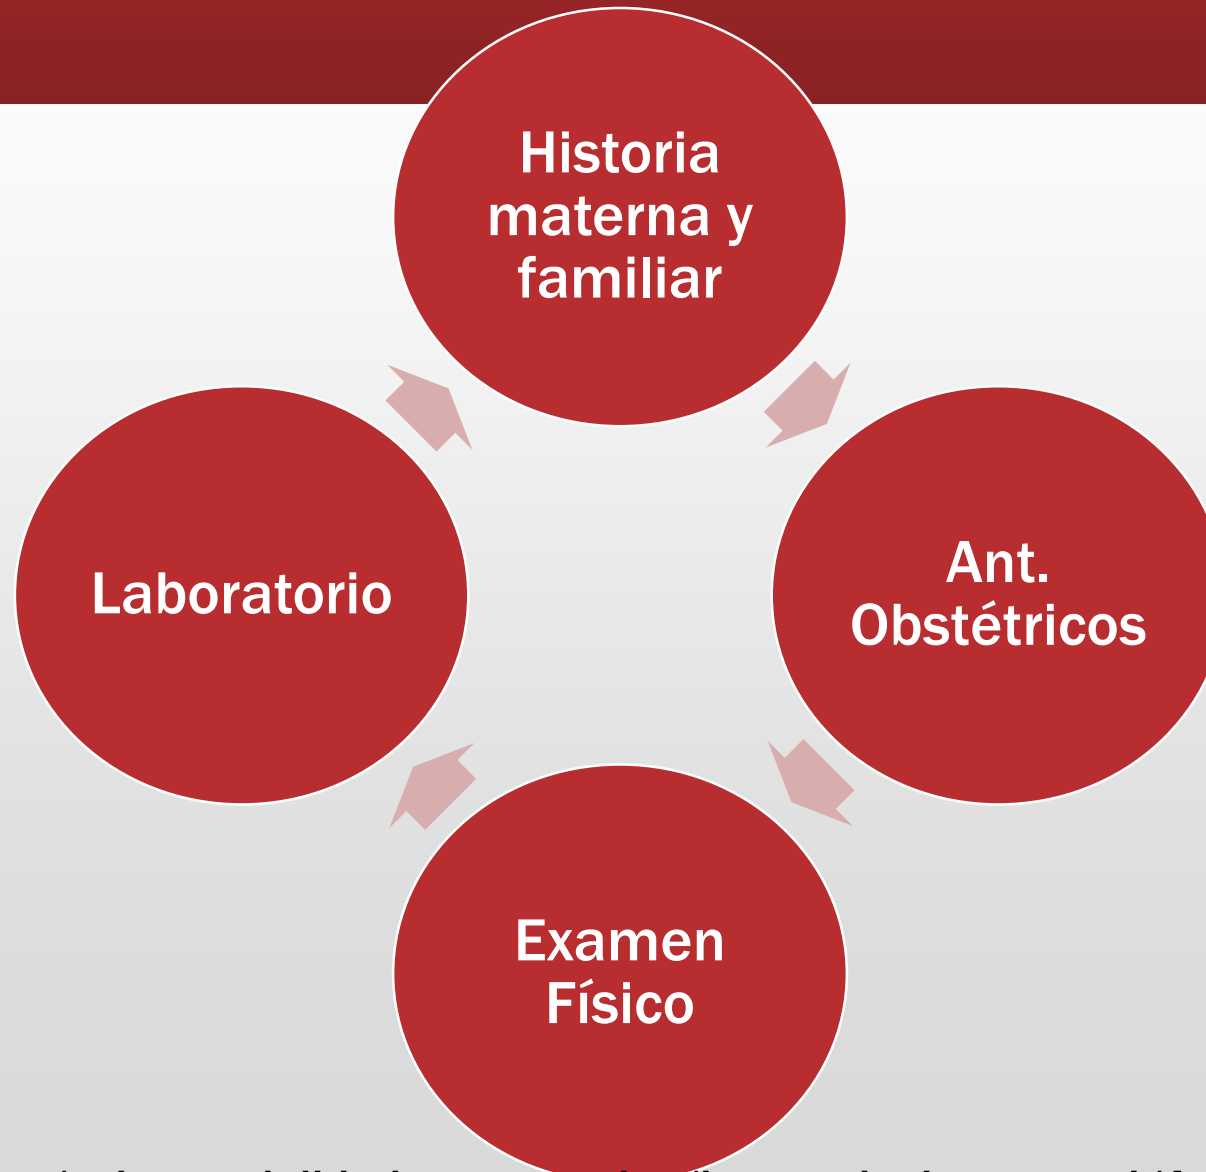 Historia
materna y
familiar
Ant.
Obstétricos
Laboratorio
Examen
Físico